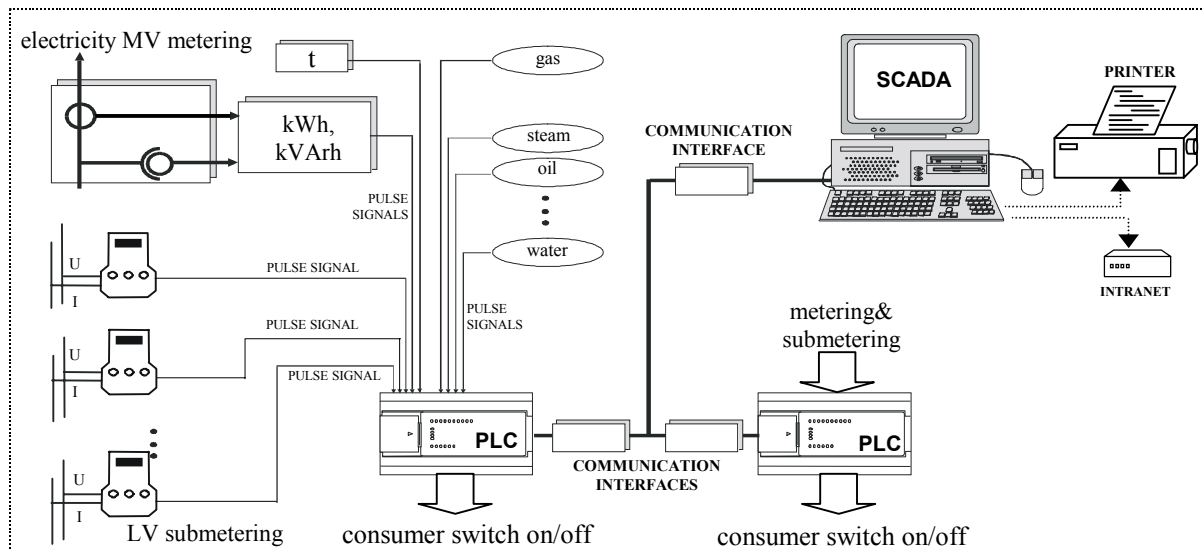 electricity MV metering
t
kWh,
kVArh
PULSE
SIGNALS
gas
steam
oil
water
PULSE
SIGNALS
U
I
PULSE SIGNAL
U
I
PULSE SIGNAL
PULSE SIGNAL
U
I
LV submetering
PLC
consumer switch on/off
COMMUNICATION
INTERFACES
COMMUNICATION
INTERFACE
SCADA
PRINTER
INTRANET
metering&
submetering
PLC
consumer switch on/off